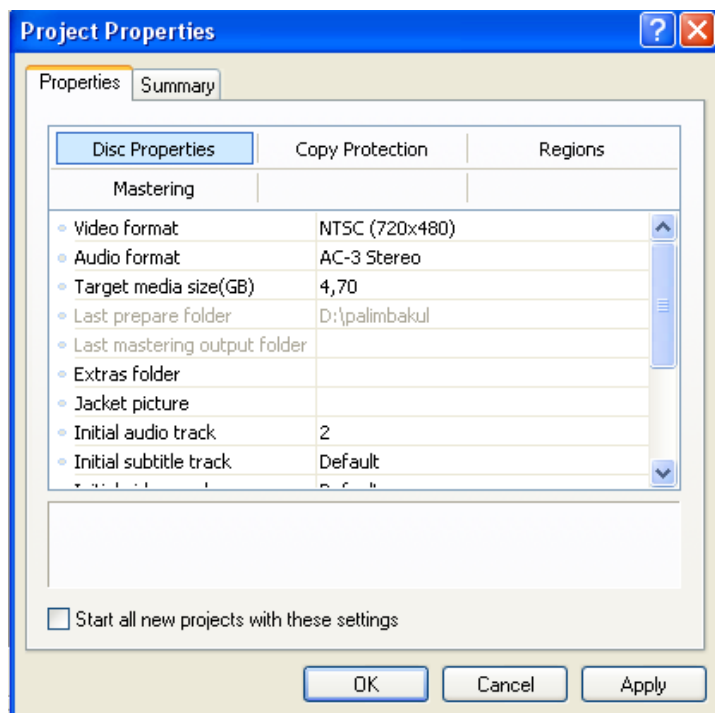 Project Properties
Properties Summary
Disc Properties Copy Protection Regions
Mastering
Video format NTSC (720x480)
Audio format AC-3 Stereo
Target media size(GB) 4,70
Last prepare folder D:\palimbakul
Last mastering output folder
Extras folder
Jacket picture
Initial audio track 2
Initial subtitle track Default
Start all new projects with these settings
OK Cancel Apply